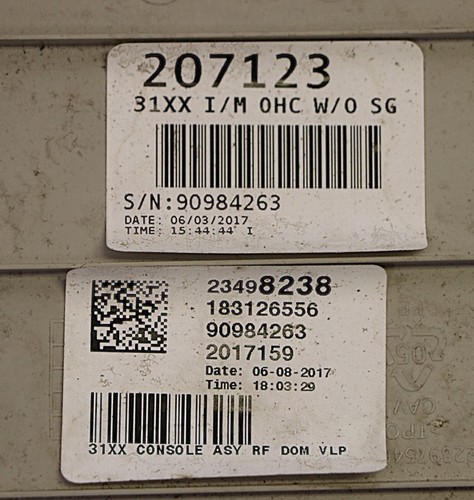 207123
31XX I/M OHC W/O SG
S/N:90984263
DATE: 06/03/2017
TIME: 15:44:44 I
23498238
183126556
90984263
2017159
Date: 06-08-2017
Time: 18:03:29
31XX CONSOLE ASY RF DOM VLP